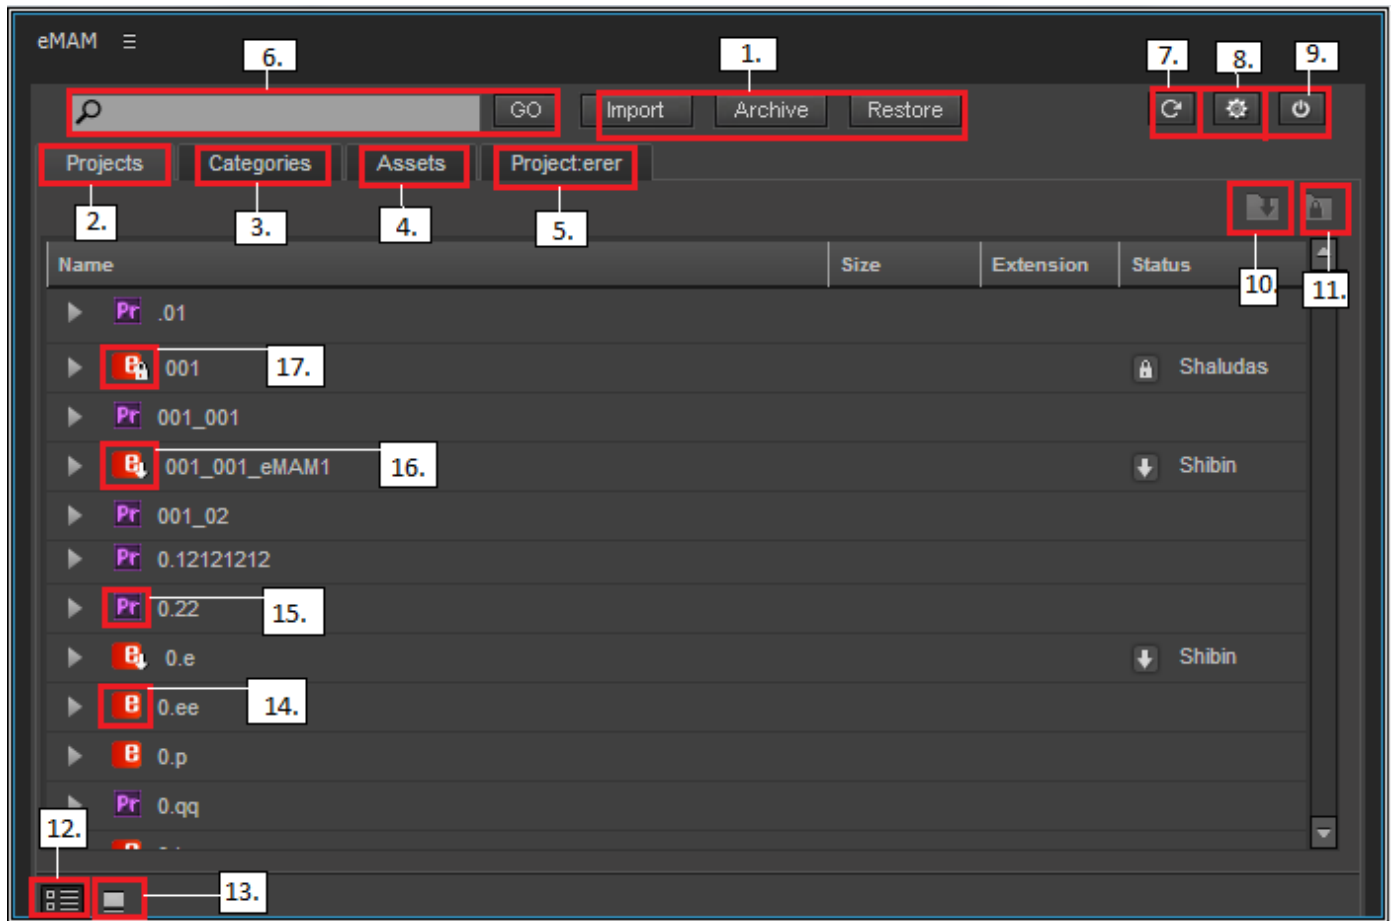 eMAM
6. 1. 7. 8. 9.
GO Import Archive Restore
Projects Categories Assets Project:erer
2. 3. 4. 5.
Name Size Extension Status
10. 11.
Pr .01
e 001 17. Shaludas
Pr 001_001
e 001_001_eMAM1 16. Shibin
Pr 001_02
Pr 0.12121212
Pr 0.22 15.
e 0.e Shibin
e 0.ee 14.
e 0.p
Pr 0.qq
12.
13.